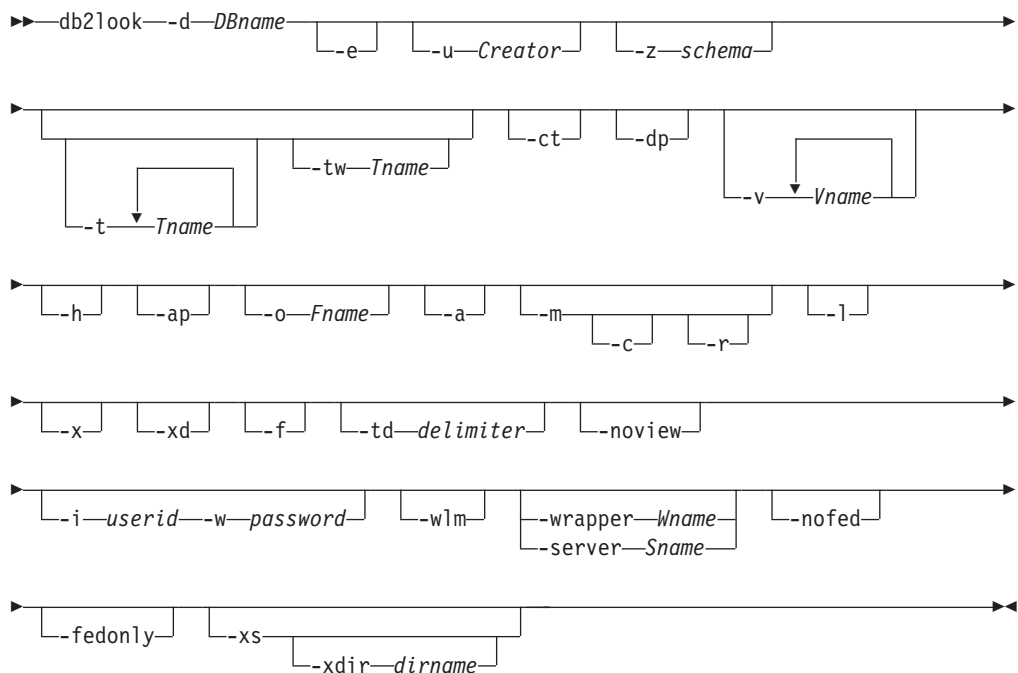 db2look -d DBname
-e -u Creator -z schema
-t Tname -tw Tname -ct -dp -v Vname
-h -ap -o Fname -a -m -l
-c -r
-x -xd -f -td delimiter -noview
-i userid -w password -wlm -wrapper Wname -nofed
-server Sname
-fedonly -xs
-xdir dirname